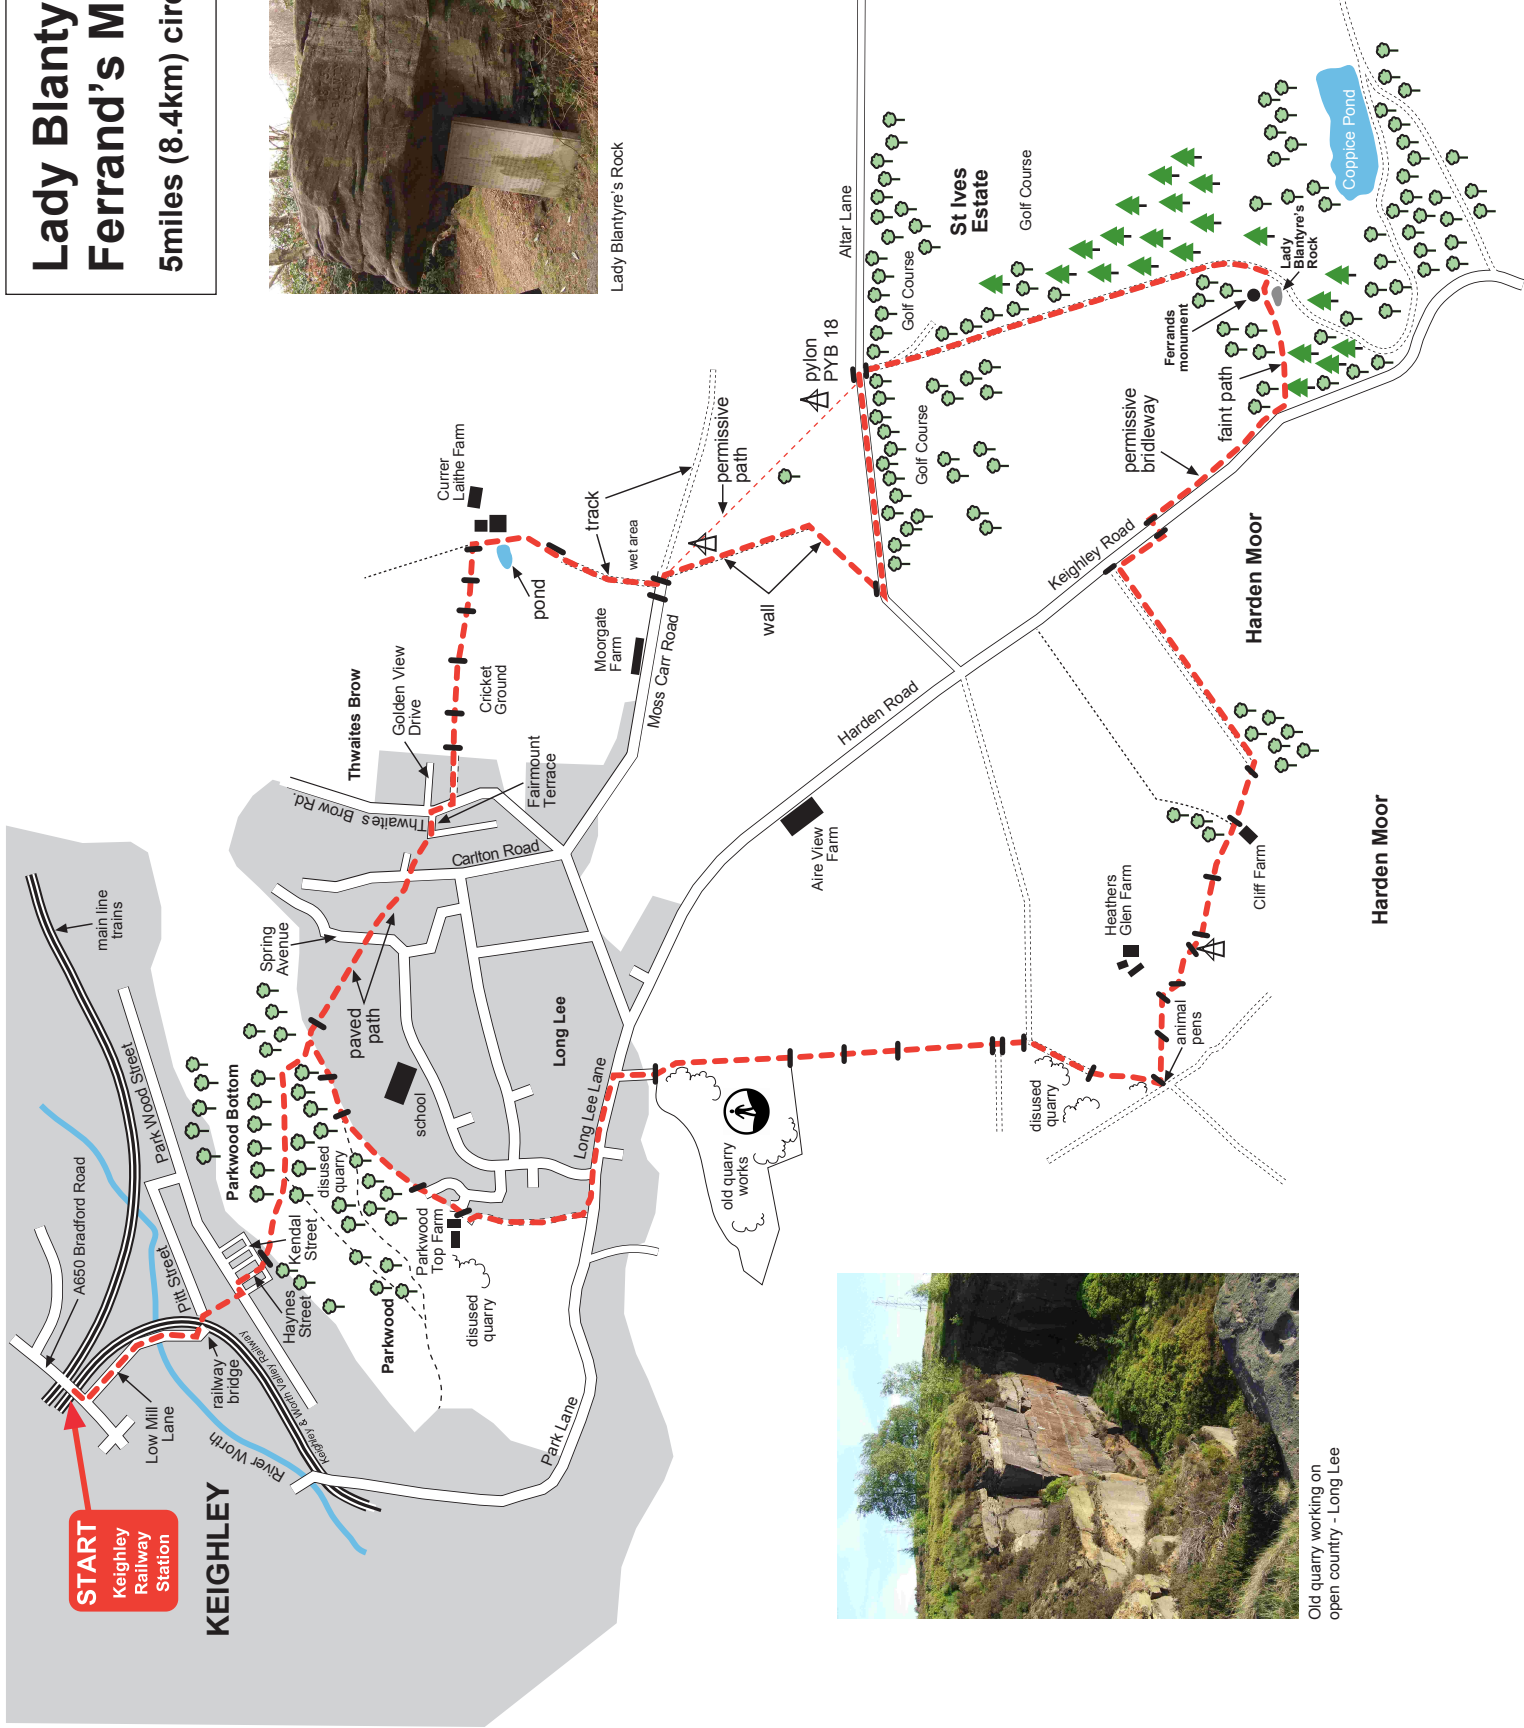 Lady Blanty
Ferrand's M
5miles (8.4km) circ
Lady Blantyre's Rock
START
Keighley
Railway
Station
KEIGHLEY
A650 Bradford Road
main line
trains
Low Mill
Lane
River Worth
railway
bridge
Keighley & Worth Valley Railway
Pitt Street
Park Wood Street
Haynes
Street
Kendal
Street
Parkwood Bottom
Parkwood
disused
quarry
Spring
Avenue
paved
path
school
Parkwood
Top Farm
disused
quarry
Park Lane
Long Lee Lane
Long Lee
Carlton Road
Thwaites Brow Rd.
Thwaites Brow
Golden View
Drive
Fairmount
Terrace
Cricket
Ground
Currer
Laithe Farm
pond
track
wet area
Moorgate
Farm
Moss Carr Road
permissive
path
wall
pylon
PYB 18
Altar Lane
Golf Course
Golf Course
St Ives
Estate
Golf Course
Coppice Pond
Lady
Blantyre's
Rock
Ferrands
monument
faint path
permissive
bridleway
Keighley Road
Harden Road
Aire View
Farm
Harden Moor
Harden Moor
Cliff Farm
Heathers
Glen Farm
animal
pens
disused
quarry
old quarry
works
Old quarry working on
open country - Long Lee